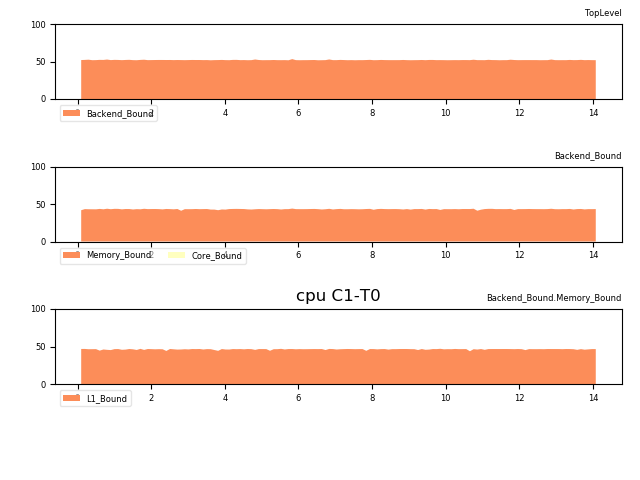 TopLevel
100
50
0
0 2 4 6 8 10 12 14
Backend_Bound
Backend_Bound
100
50
0
0 2 4 6 8 10 12 14
Memory_Bound Core_Bound
cpu C1-T0
Backend_Bound.Memory_Bound
100
50
0
0 2 4 6 8 10 12 14
L1_Bound